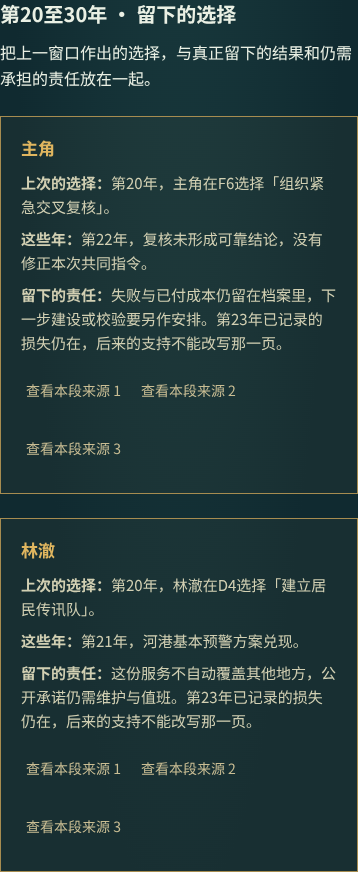 第20至30年 · 留下的选择
把上一窗口作出的选择，与真正留下的结果和仍需
承担的责任放在一起。
主角
上次的选择：第20年，主角在F6选择「组织紧
急交叉复核」。
这些年：第22年，复核未形成可靠结论，没有
修正本次共同指令。
留下的责任：失败与已付成本仍留在档案里，下
一步建设或校验要另作安排。第23年已记录的
损失仍在，后来的支持不能改写那一页。
查看本段来源 1 查看本段来源 2
查看本段来源 3
林澈
上次的选择：第20年，林澈在D4选择「建立居
民传讯队」。
这些年：第21年，河港基本预警方案兑现。
留下的责任：这份服务不自动覆盖其他地方，公
开承诺仍需维护与值班。第23年已记录的损失
仍在，后来的支持不能改写那一页。
查看本段来源 1 查看本段来源 2
查看本段来源 3